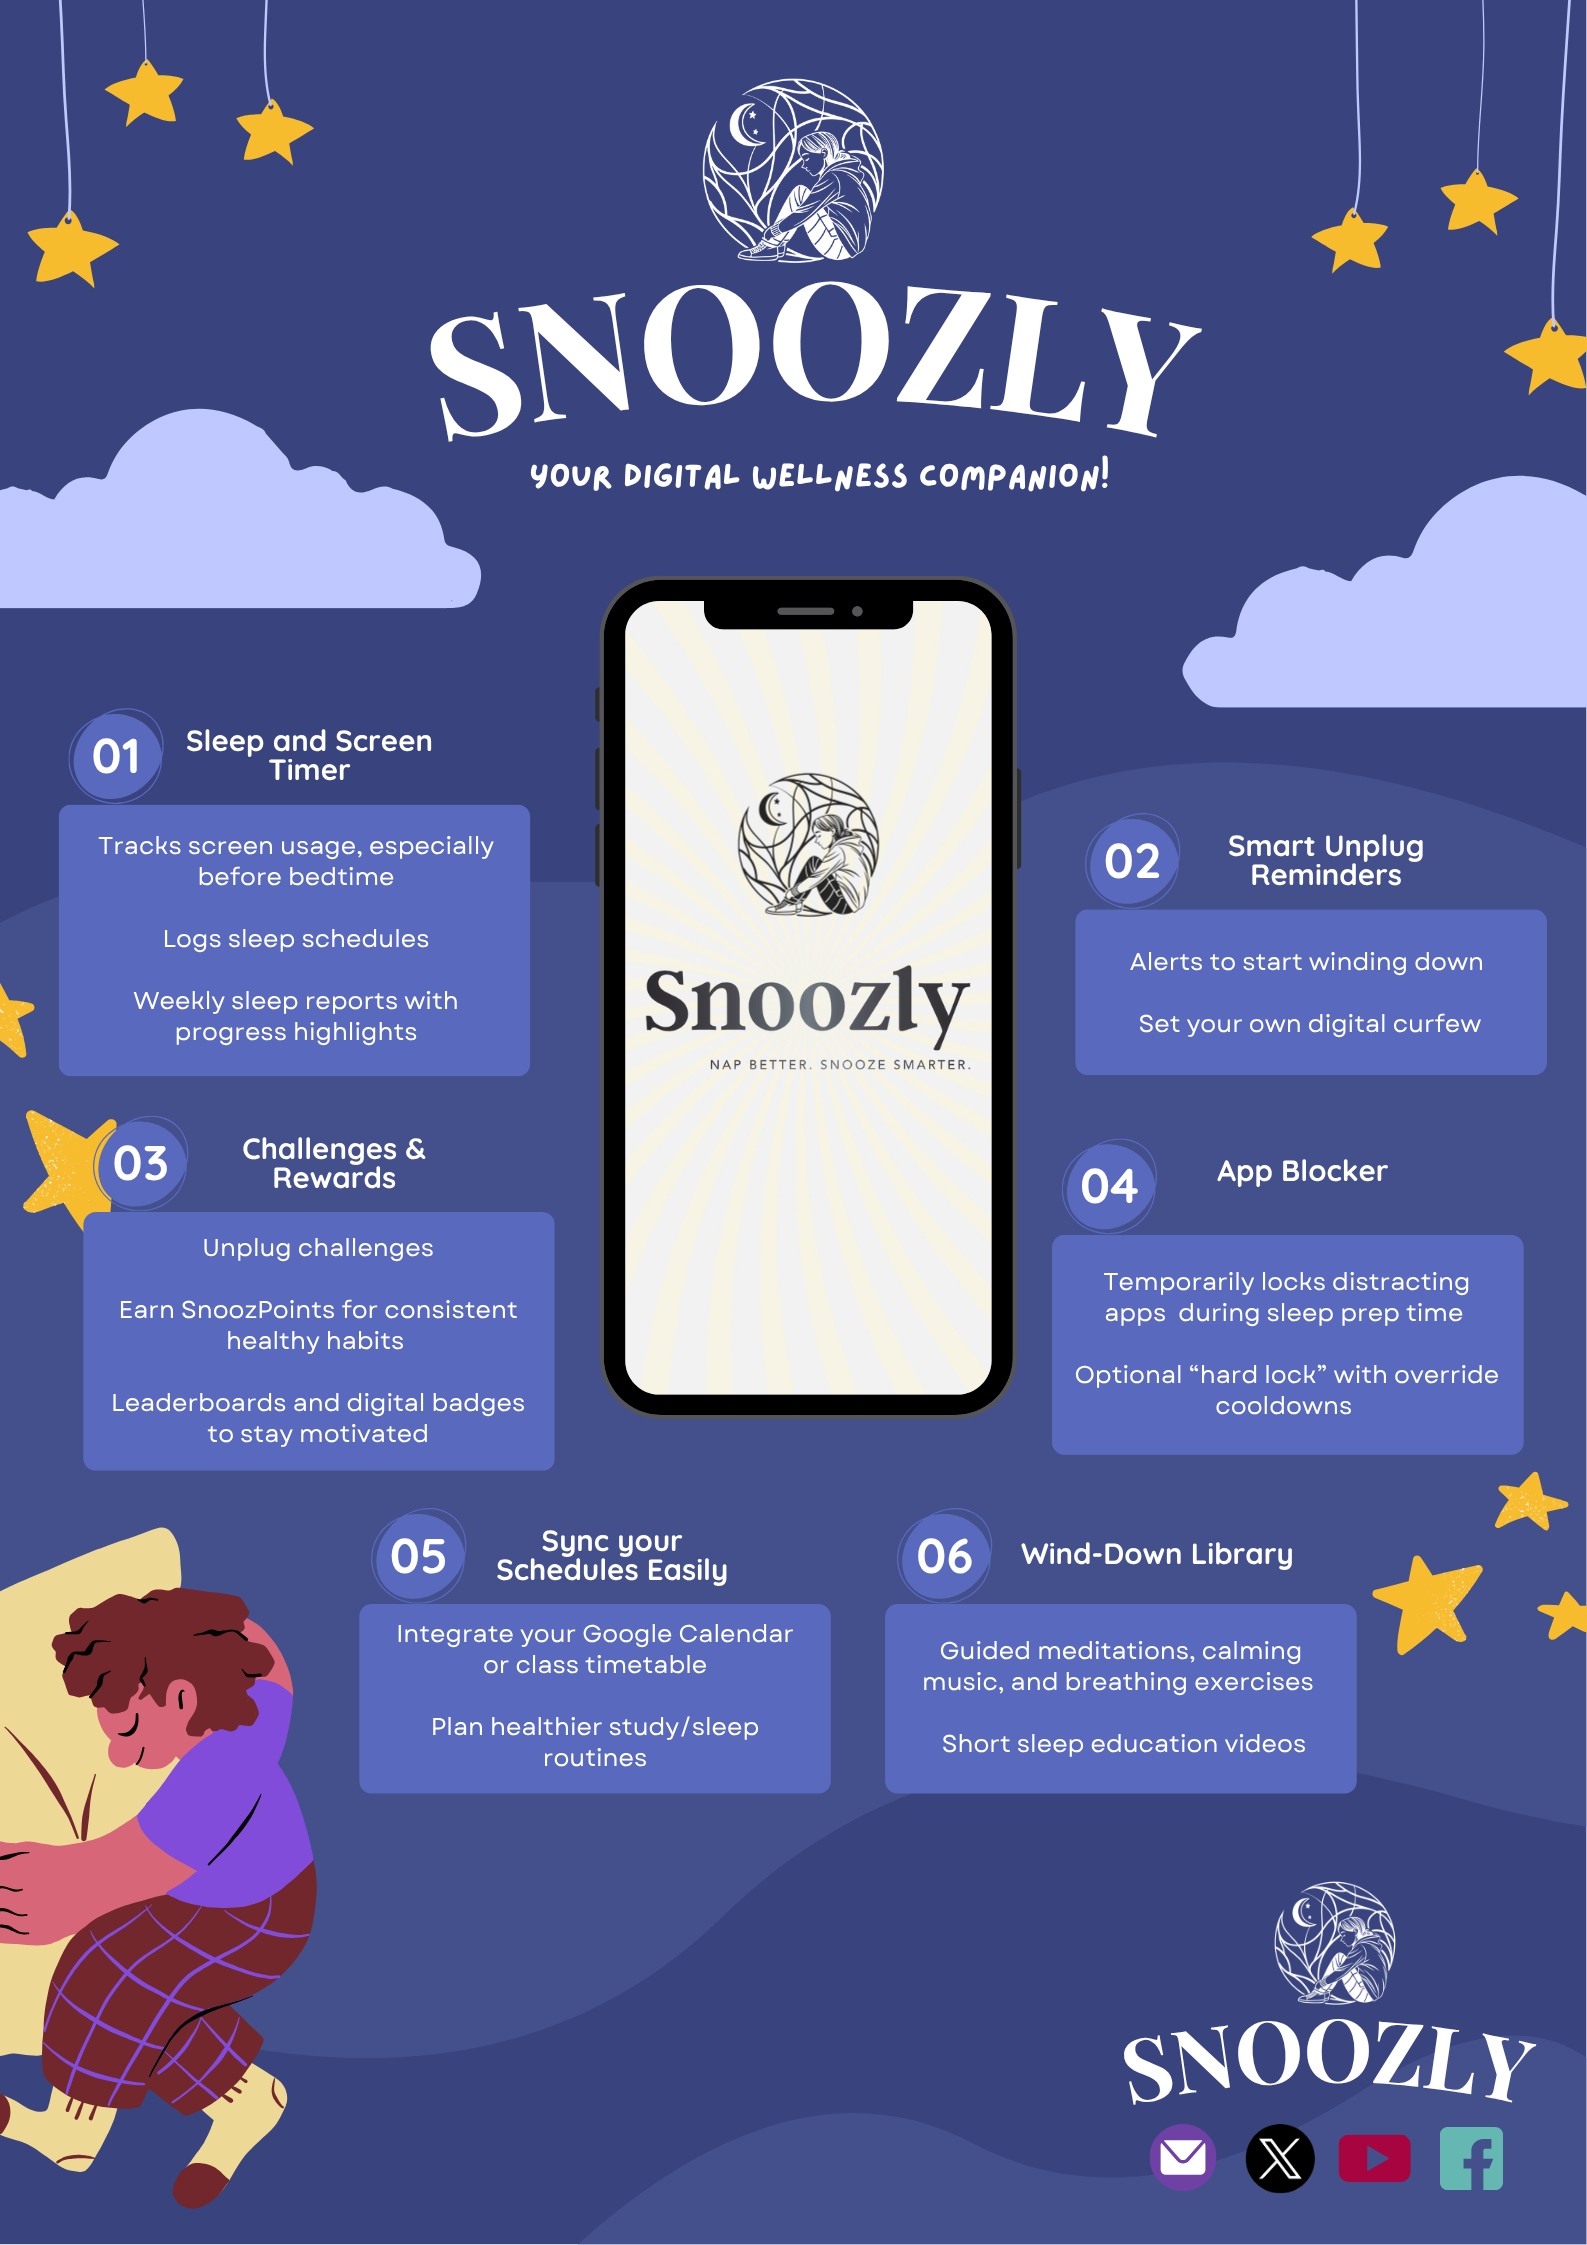 SNOOZLY
YOUR DIGITAL WELLNESS COMPANION!
01
Sleep and Screen
Timer
Tracks screen usage, especially
before bedtime
Logs sleep schedules
Weekly sleep reports with
progress highlights
Snoozly
NAP BETTER. SNOOZE SMARTER.
02
Smart Unplug
Reminders
Alerts to start winding down
Set your own digital curfew
03
Challenges &
Rewards
Unplug challenges
Earn SnoozPoints for consistent
healthy habits
Leaderboards and digital badges
to stay motivated
04
App Blocker
Temporarily locks distracting
apps  during sleep prep time
Optional “hard lock” with override
cooldowns
05
Sync your
Schedules Easily
Integrate your Google Calendar
or class timetable
Plan healthier study/sleep
routines
06
Wind-Down Library
Guided meditations, calming
music, and breathing exercises
Short sleep education videos
SNOOZLY